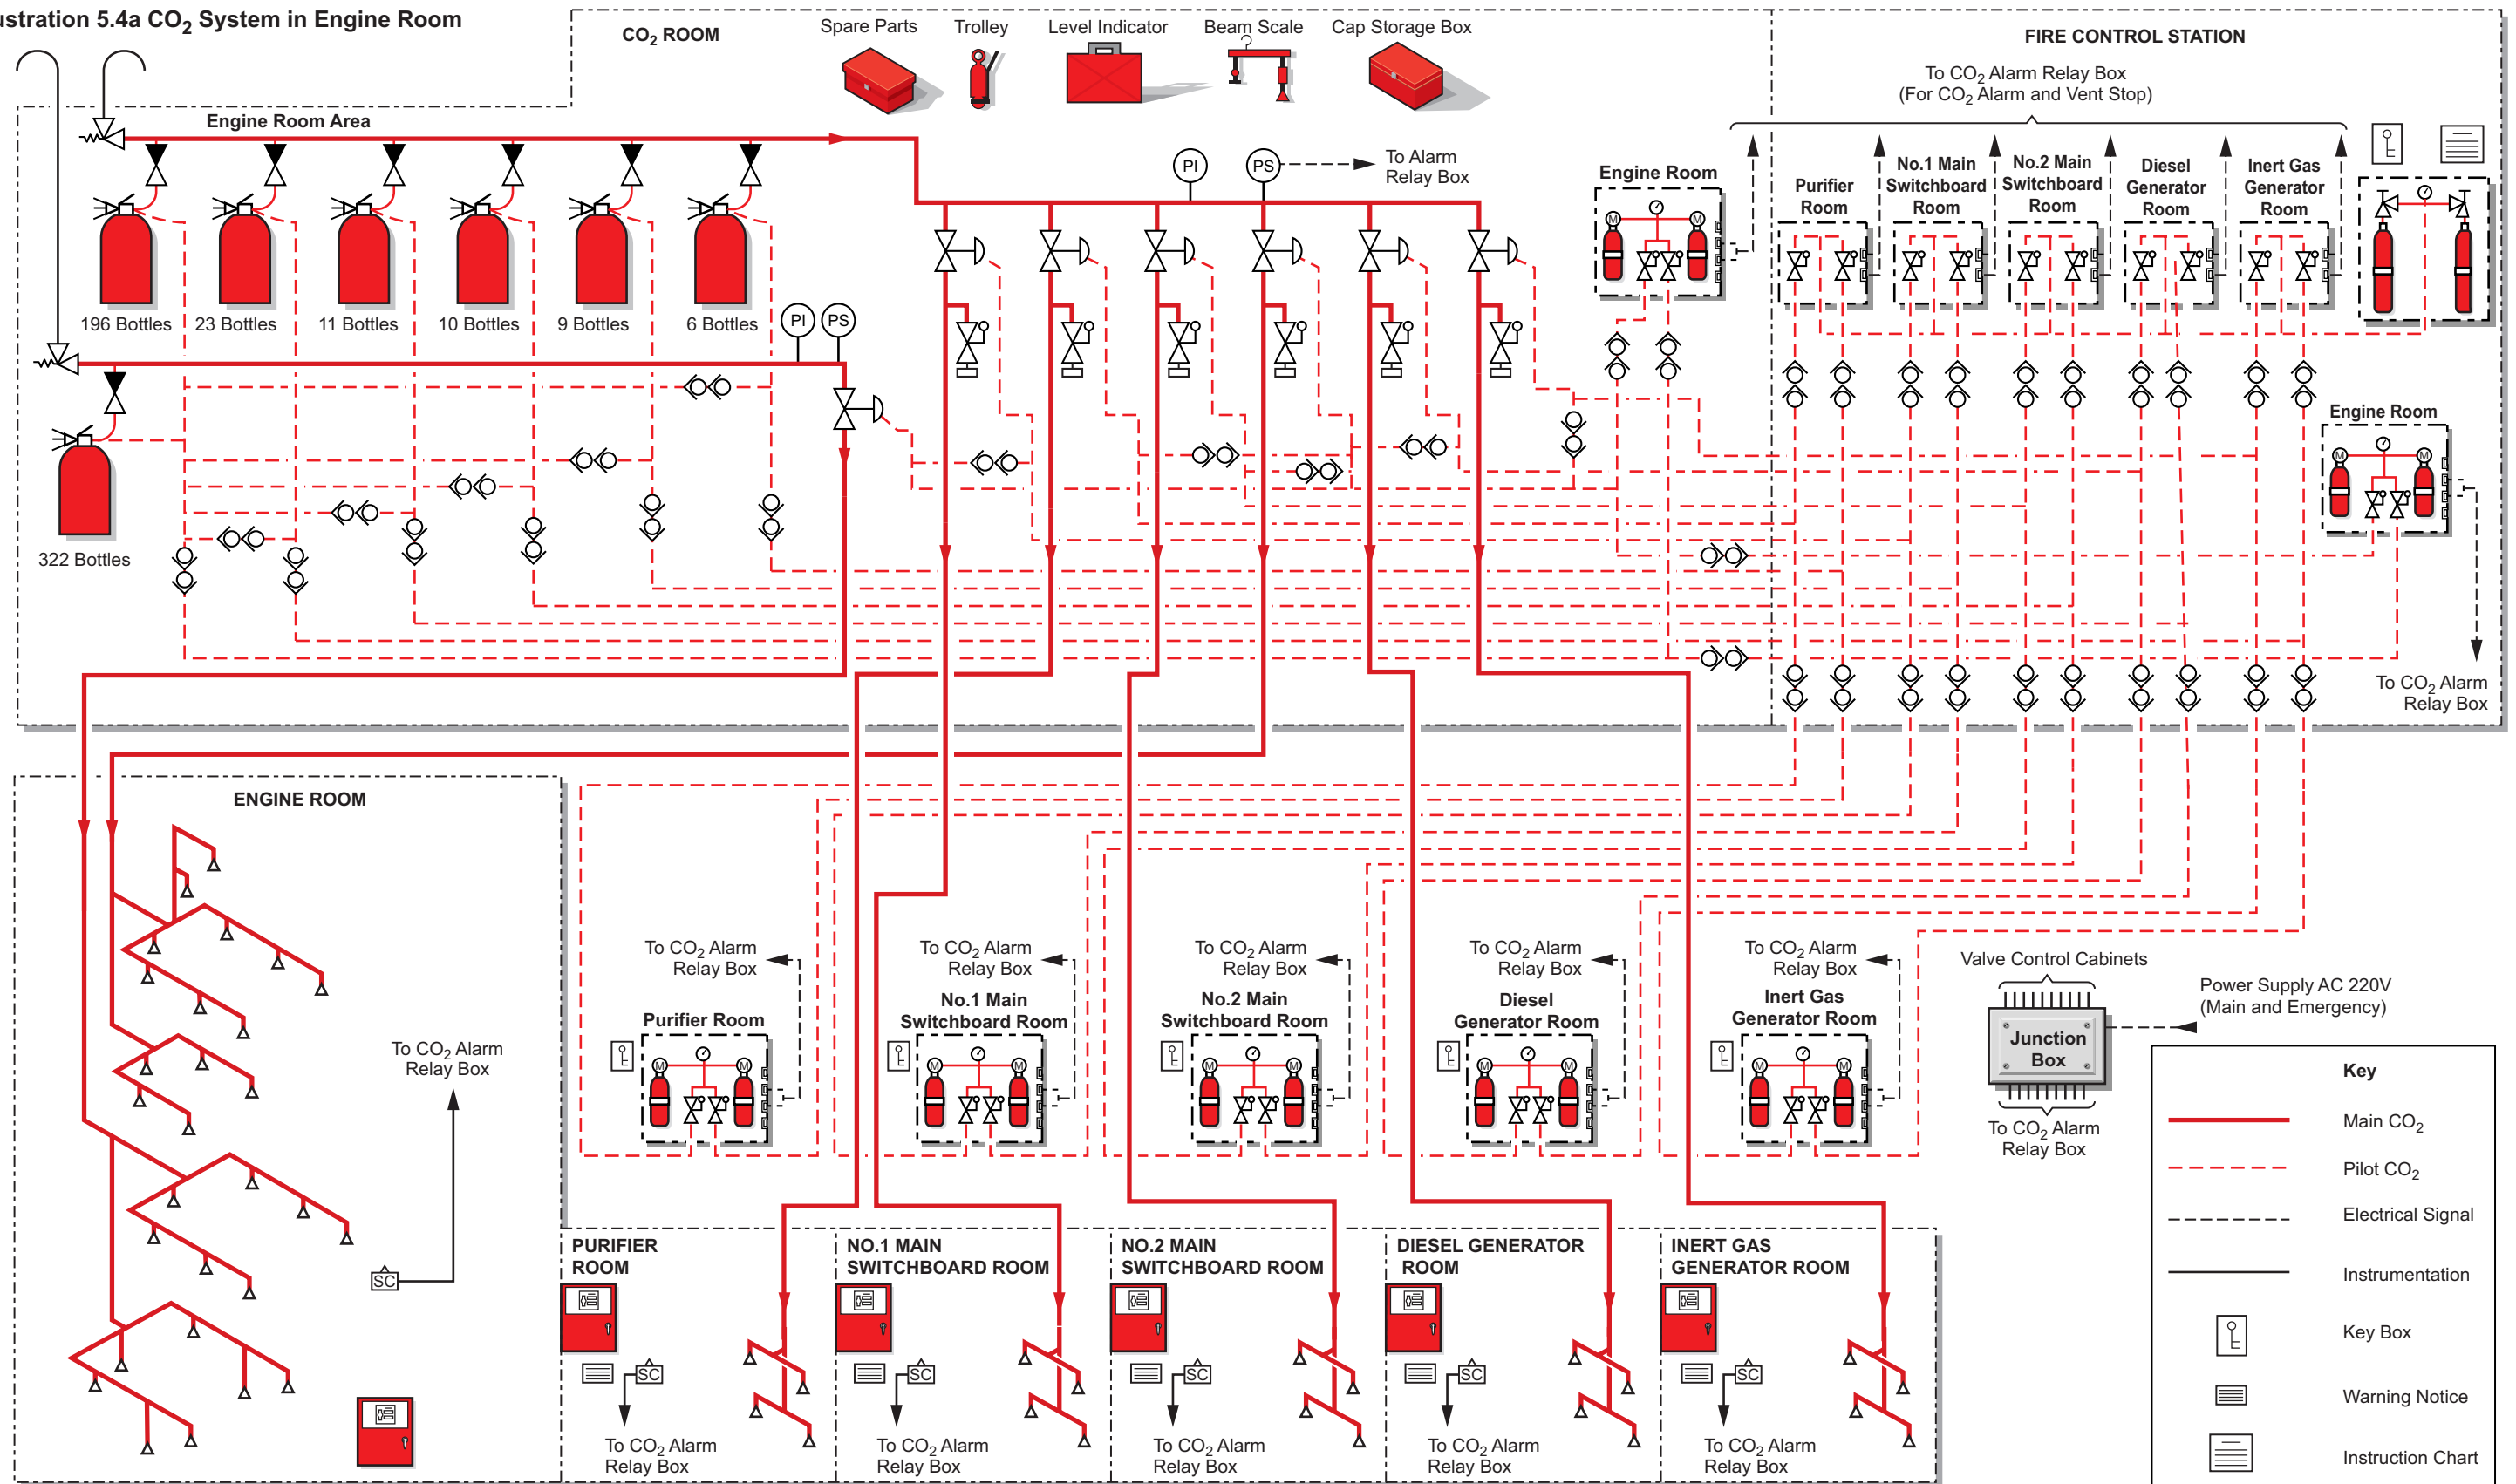 ustration 5.4a CO2 System in Engine Room
CO2 ROOM
Spare Parts
Trolley
Level Indicator
Beam Scale
Cap Storage Box
FIRE CONTROL STATION
To CO2 Alarm Relay Box
(For CO2 Alarm and Vent Stop)
Engine Room Area
PI
PS
To Alarm
Relay Box
Engine Room
M
M
Purifier
Room
No.1 Main
Switchboard
Room
No.2 Main
Switchboard
Room
Diesel
Generator
Room
Inert Gas
Generator
Room
196 Bottles
23 Bottles
11 Bottles
10 Bottles
9 Bottles
6 Bottles
PI
PS
322 Bottles
Engine Room
M
M
To CO2 Alarm
Relay Box
ENGINE ROOM
To CO2 Alarm
Relay Box
SC
To CO2 Alarm
Relay Box
Purifier Room
M
M
To CO2 Alarm
Relay Box
No.1 Main
Switchboard Room
M
M
To CO2 Alarm
Relay Box
No.2 Main
Switchboard Room
M
M
To CO2 Alarm
Relay Box
Diesel
Generator Room
M
M
To CO2 Alarm
Relay Box
Inert Gas
Generator Room
M
M
Valve Control Cabinets
Junction
Box
To CO2 Alarm
Relay Box
Power Supply AC 220V
(Main and Emergency)
PURIFIER
ROOM
SC
To CO2 Alarm
Relay Box
NO.1 MAIN
SWITCHBOARD ROOM
SC
To CO2 Alarm
Relay Box
NO.2 MAIN
SWITCHBOARD ROOM
SC
To CO2 Alarm
Relay Box
DIESEL GENERATOR
ROOM
SC
To CO2 Alarm
Relay Box
INERT GAS
GENERATOR ROOM
SC
To CO2 Alarm
Relay Box
Key
Main CO2
Pilot CO2
Electrical Signal
Instrumentation
Key Box
Warning Notice
Instruction Chart